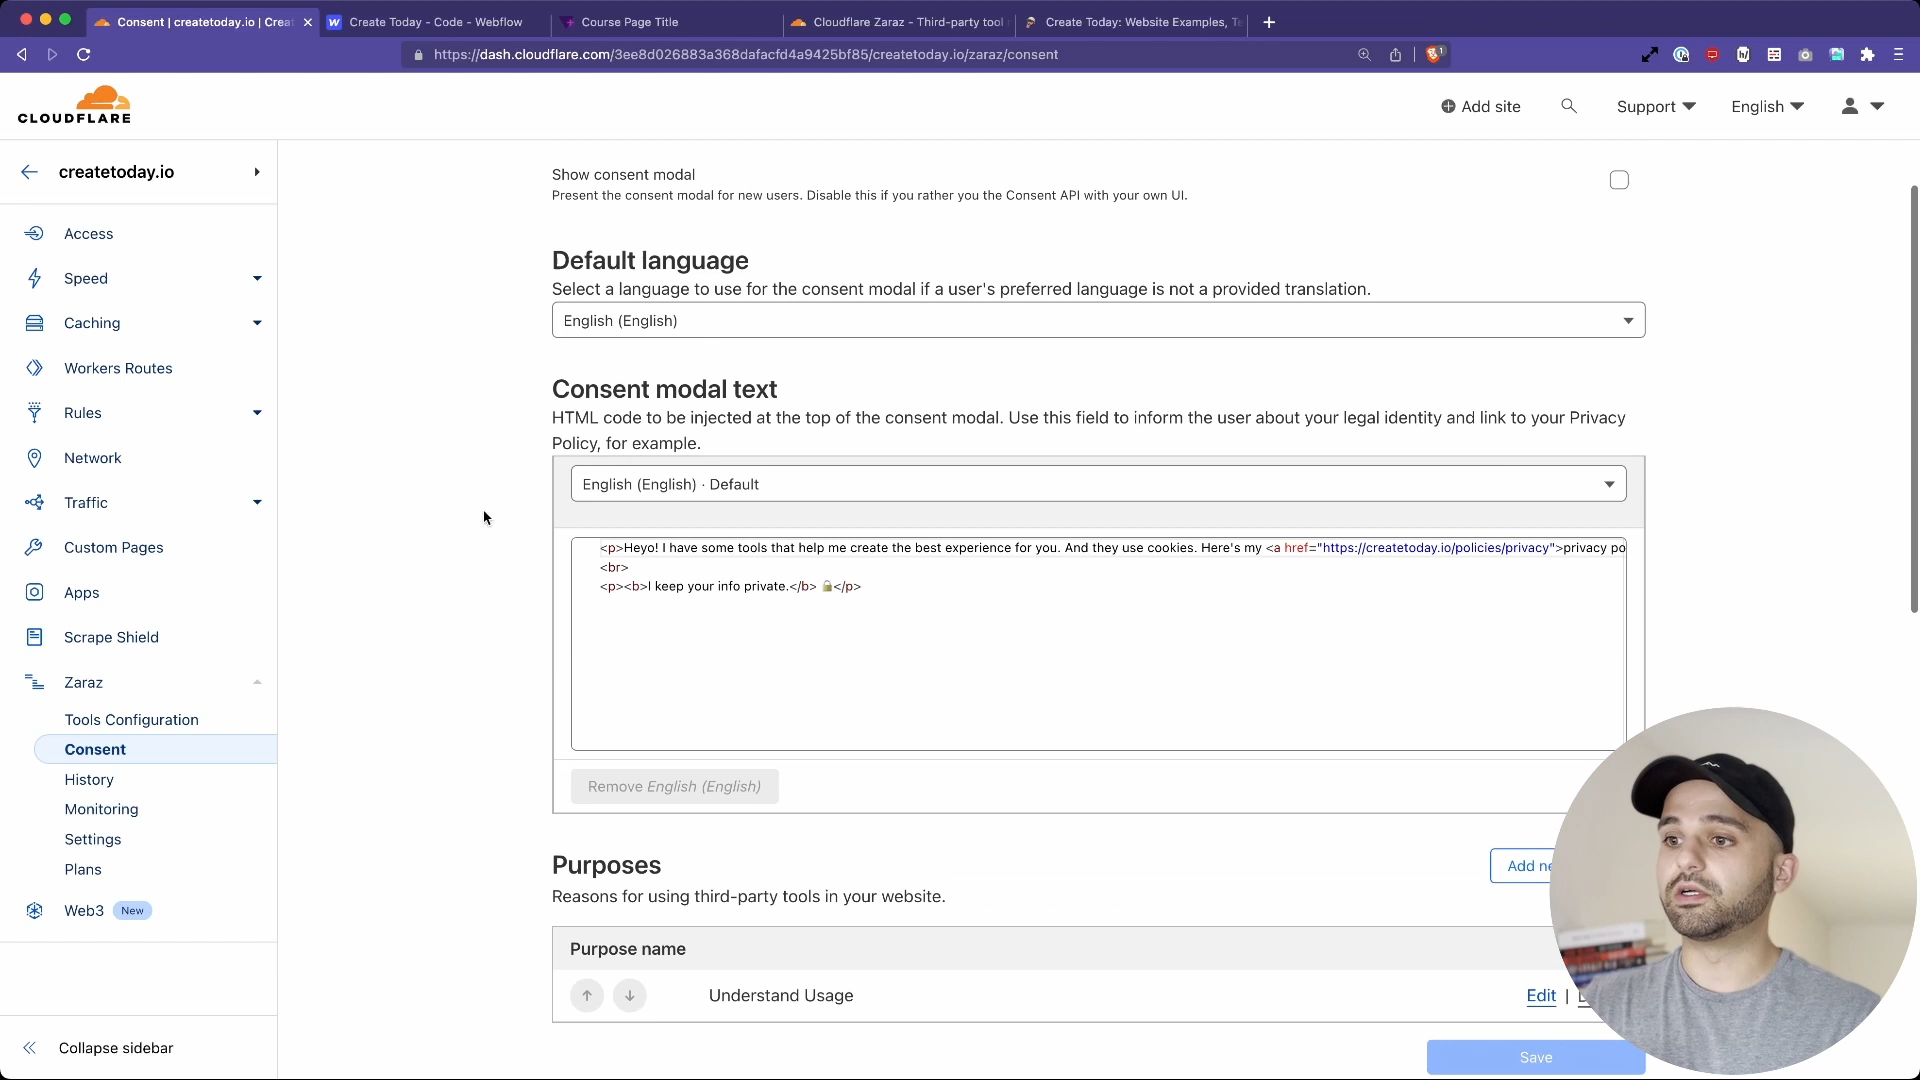 Consent | createtoday.io | Creat
Create Today - Code - Webflow
Course Page Title
Cloudflare Zaraz - Third-party tool
Create Today: Website Examples, Te
https://dash.cloudflare.com/3ee8d026883a368dafacfd4a9425bf85/createtoday.io/zaraz/consent
1
CLOUDFLARE
Add site
Support
English
createtoday.io
Access
Speed
Caching
Workers Routes
Rules
Network
Traffic
Custom Pages
Apps
Scrape Shield
Zaraz
Tools Configuration
Consent
History
Monitoring
Settings
Plans
Web3 New
Collapse sidebar
Show consent modal
Present the consent modal for new users. Disable this if you rather you the Consent API with your own UI.
Default language
Select a language to use for the consent modal if a user's preferred language is not a provided translation.
English (English)
Consent modal text
HTML code to be injected at the top of the consent modal. Use this field to inform the user about your legal identity and link to your Privacy
Policy, for example.
English (English) · Default
<p>Heyo! I have some tools that help me create the best experience for you. And they use cookies. Here's my <a href="https://createtoday.io/policies/privacy">privacy po
<br>
<p><b>I keep your info private.</b> 🔒</p>
Remove English (English)
Purposes
Add ne
Reasons for using third-party tools in your website.
Purpose name
Understand Usage
Edit |
Save